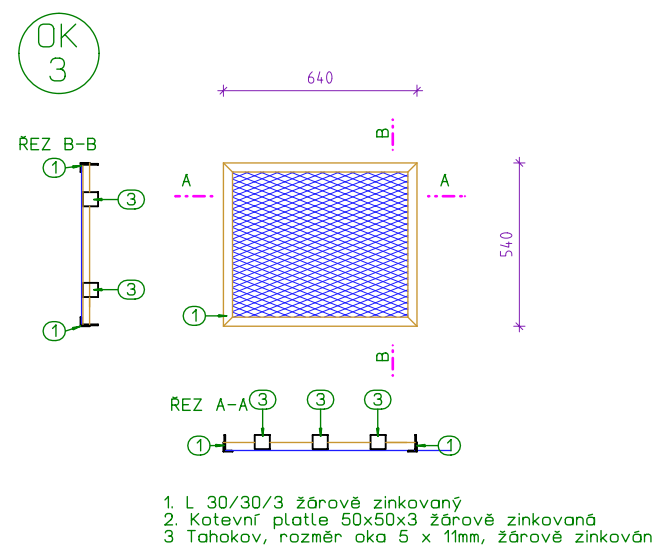 OK
3
640
ŘEZ B-B
B
1
A
A
3
540
3
1
1
B
ŘEZ A-A
3
3
3
1
1
1. L 30/30/3 žárově zinkovaný
2. Kotevní platle 50x50x3 žárově zinkovaná
3 Tahokov, rozměr oka 5 x 11mm, žárově zinkován